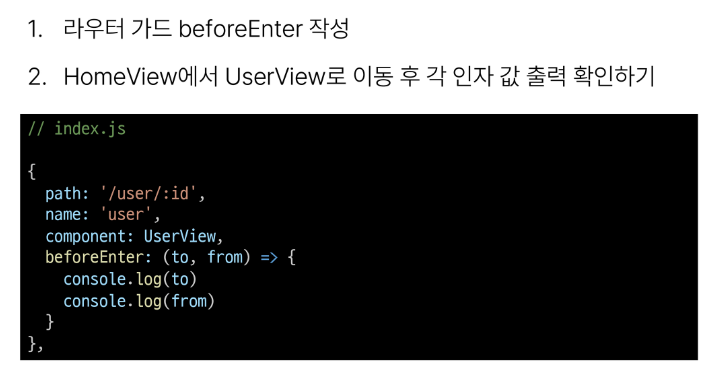 1. 라우터 가드 beforeEnter 작성
2. HomeView에서 UserView로 이동 후 각 인자 값 출력 확인하기
// index.js
{
  path: '/user/:id',
  name: 'user',
  component: UserView,
  beforeEnter: (to, from) => {
    console.log(to)
    console.log(from)
  }
},